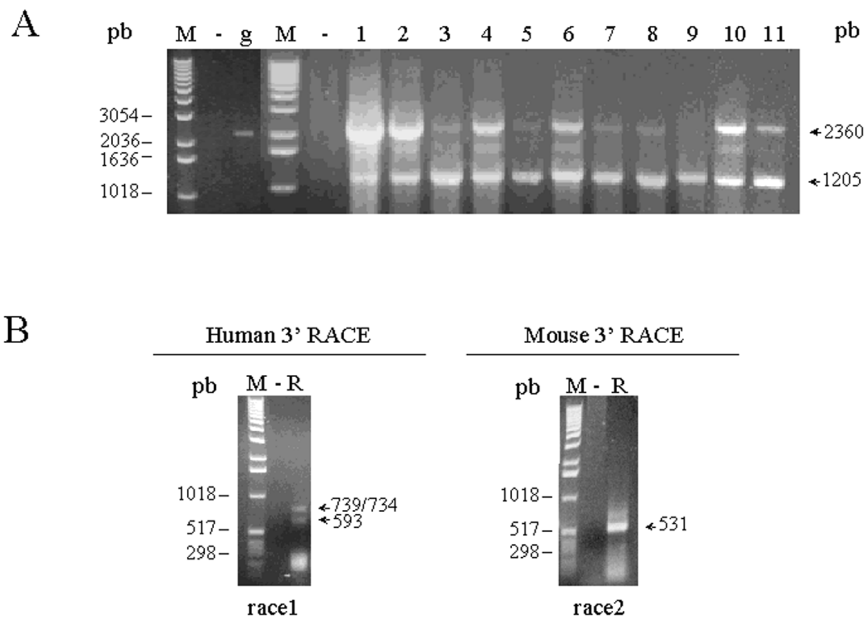 A
pb M - g M - 1 2 3 4 5 6 7 8 9 10 11 pb
3054
2036
1636
1018
2360
1205
B
Human 3’ RACE
pb M - R
1018
517
298
739/734
593
race1
Mouse 3’ RACE
pb M - R
1018
517
298
531
race2